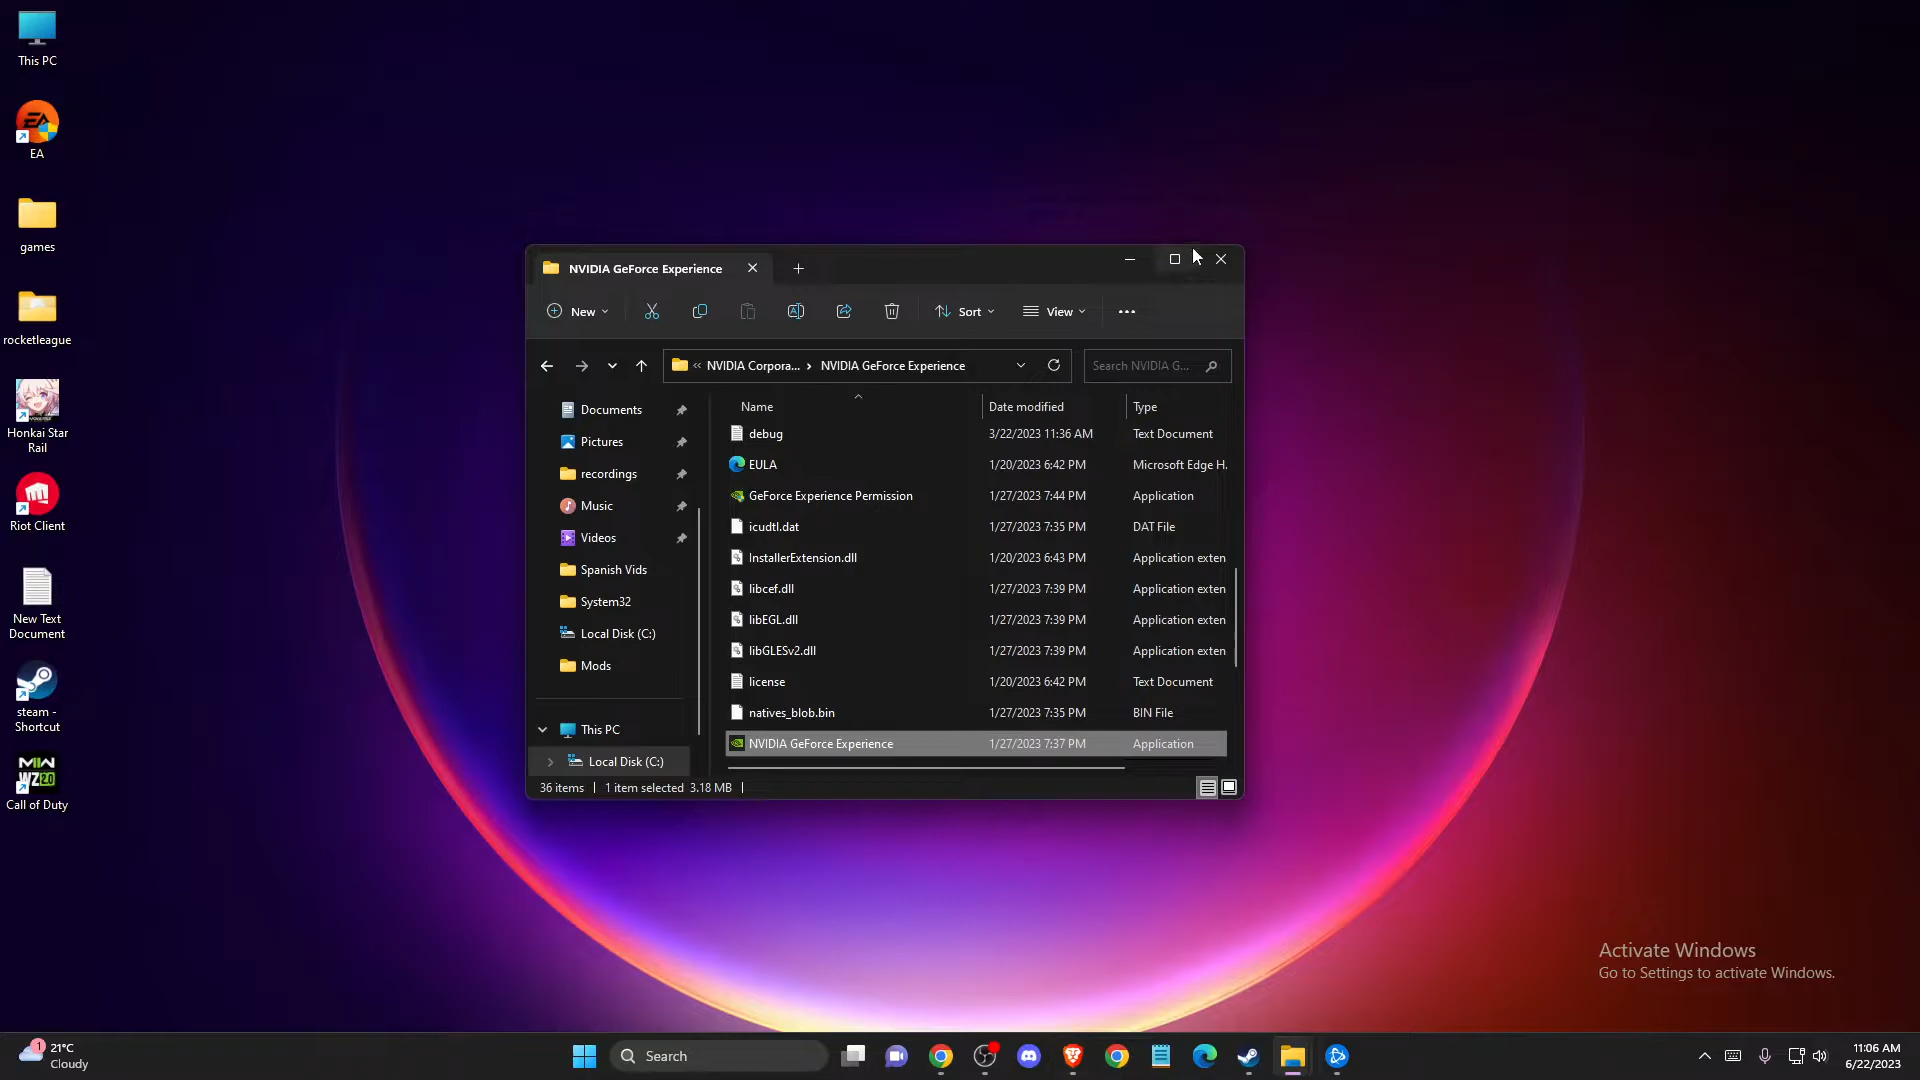 This PC
EA
games
rocketleague
Honkai Star
Rail
Riot Client
New Text
Document
steam -
Shortcut
MW
WZ 2.0
Call of Duty
NVIDIA GeForce Experience
New
Sort
View
« NVIDIA Corpora... › NVIDIA GeForce Experience
Search NVIDIA G...
Documents
Pictures
recordings
Music
Videos
Spanish Vids
System32
Local Disk (C:)
Mods
This PC
Local Disk (C:)
Name Date modified Type
debug 3/22/2023 11:36 AM Text Document
EULA 1/20/2023 6:42 PM Microsoft Edge H.
GeForce Experience Permission 1/27/2023 7:44 PM Application
icudtl.dat 1/27/2023 7:35 PM DAT File
InstallerExtension.dll 1/20/2023 6:43 PM Application exten
libcef.dll 1/27/2023 7:39 PM Application exten
libEGL.dll 1/27/2023 7:39 PM Application exten
libGLESv2.dll 1/27/2023 7:39 PM Application exten
license 1/20/2023 6:42 PM Text Document
natives_blob.bin 1/27/2023 7:35 PM BIN File
NVIDIA GeForce Experience 1/27/2023 7:37 PM Application
36 items 1 item selected 3.18 MB
Activate Windows
Go to Settings to activate Windows.
1
21°C
Cloudy
Search
11:06 AM
6/22/2023